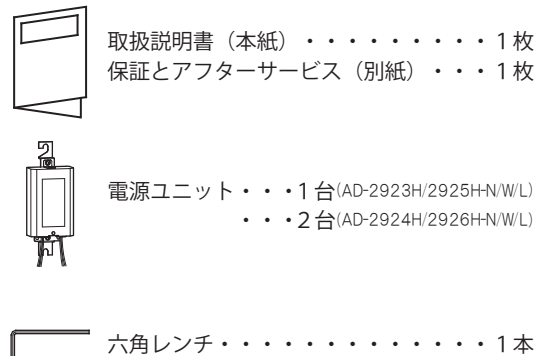 取扱説明書（本紙）・・・・・・・・・1枚
保証とアフターサービス（別紙）・・・1枚
電源ユニット・・・1台(AD-2923H/2925H-N/W/L)
・・・2台(AD-2924H/2926H-N/W/L)
六角レンチ・・・・・・・・・・・・・1本